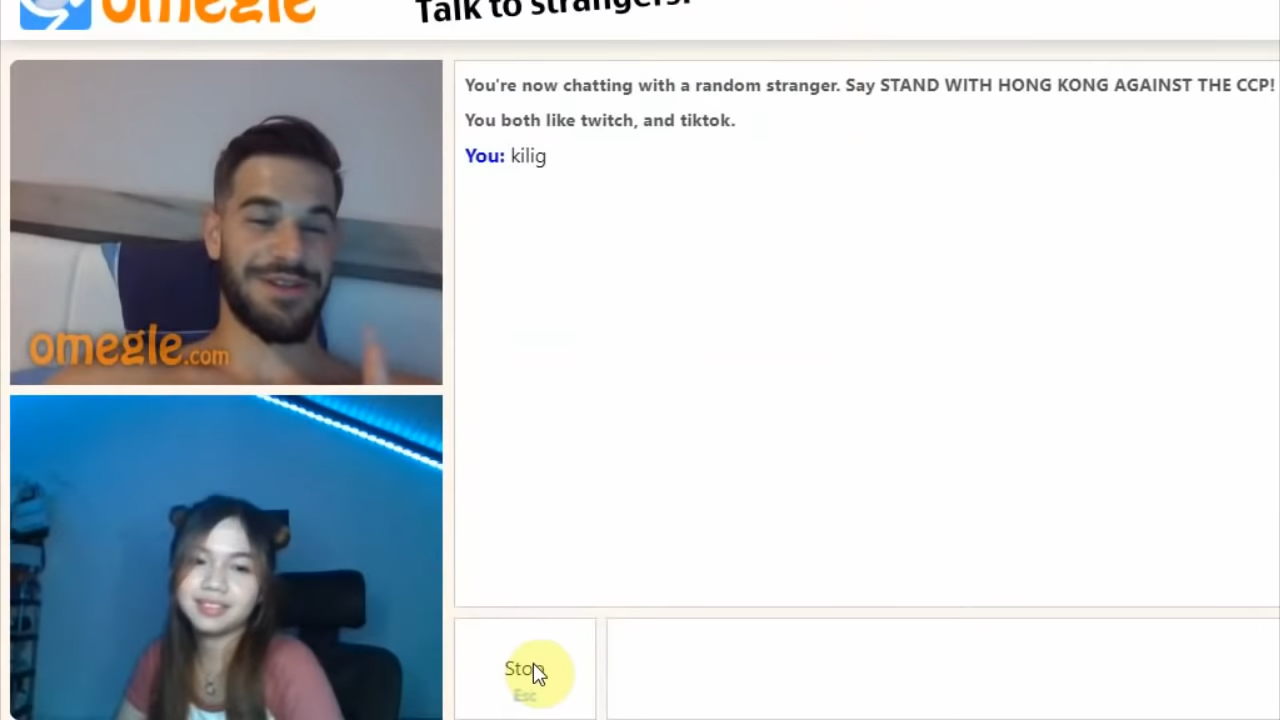 omegle
Talk to strangers!
You're now chatting with a random stranger. Say STAND WITH HONG KONG AGAINST THE CCP!
You both like twitch, and tiktok.
You: kilig
omegle.com
Stop
Esc